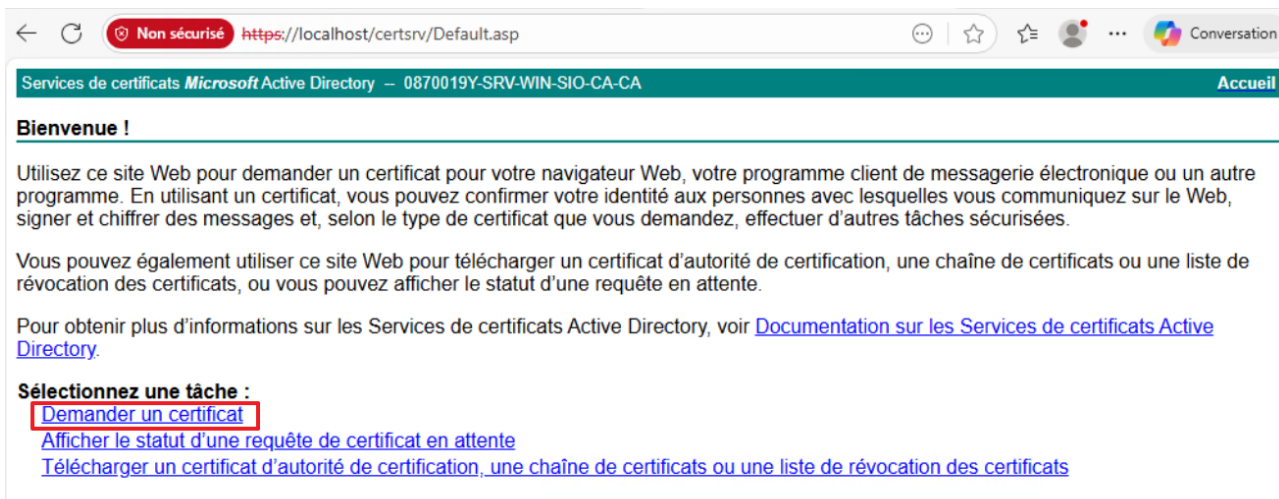 Non sécurisé https://localhost/certsrv/Default.asp Conversation
Services de certificats Microsoft Active Directory -- 0870019Y-SRV-WIN-SIO-CA-CA Accueil
Bienvenue !
Utilisez ce site Web pour demander un certificat pour votre navigateur Web, votre programme client de messagerie électronique ou un autre
programme. En utilisant un certificat, vous pouvez confirmer votre identité aux personnes avec lesquelles vous communiquez sur le Web,
signer et chiffrer des messages et, selon le type de certificat que vous demandez, effectuer d'autres tâches sécurisées.
Vous pouvez également utiliser ce site Web pour télécharger un certificat d'autorité de certification, une chaîne de certificats ou une liste de
révocation des certificats, ou vous pouvez afficher le statut d'une requête en attente.
Pour obtenir plus d'informations sur les Services de certificats Active Directory, voir Documentation sur les Services de certificats Active
Directory.
Sélectionnez une tâche :
Demander un certificat
Afficher le statut d'une requête de certificat en attente
Télécharger un certificat d'autorité de certification, une chaîne de certificats ou une liste de révocation des certificats